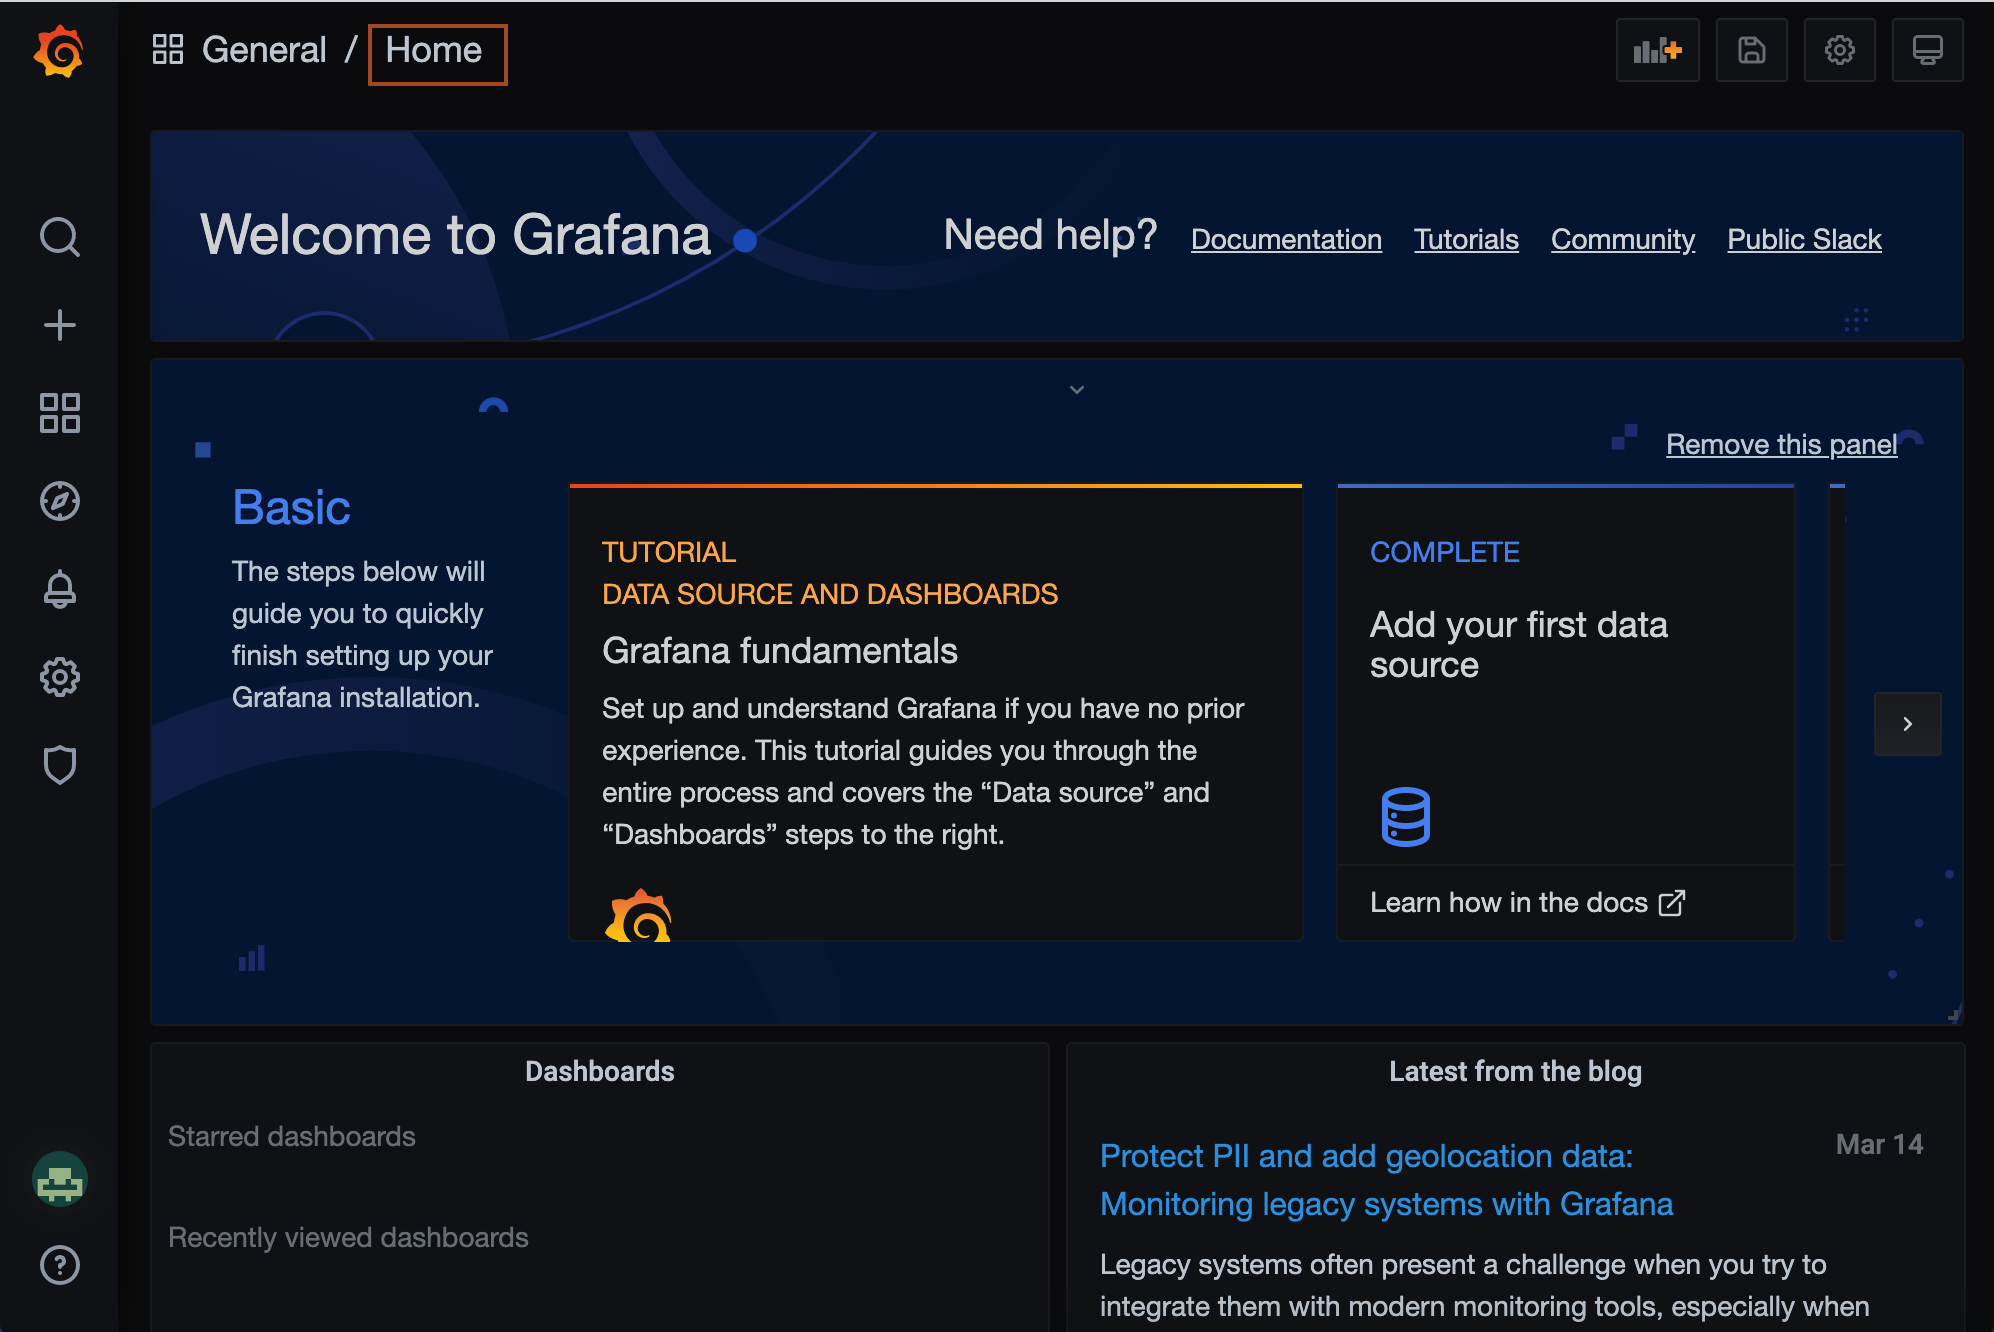 General / Home
Welcome to Grafana
Need help? Documentation Tutorials Community Public Slack
Remove this panel
Basic
The steps below will
guide you to quickly
finish setting up your
Grafana installation.
TUTORIAL
DATA SOURCE AND DASHBOARDS
Grafana fundamentals
Set up and understand Grafana if you have no prior
experience. This tutorial guides you through the
entire process and covers the “Data source” and
“Dashboards” steps to the right.
COMPLETE
Add your first data
source
Learn how in the docs
Dashboards
Starred dashboards
Recently viewed dashboards
Latest from the blog
Protect PII and add geolocation data:
Monitoring legacy systems with Grafana
Mar 14
Legacy systems often present a challenge when you try to
integrate them with modern monitoring tools, especially when